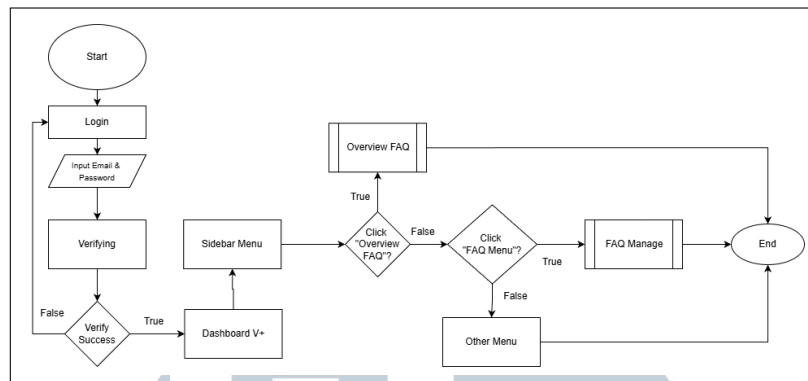 Start
Login
Input Email &
Password
Verifying
Verify
Success
False
True
Dashboard V+
Sidebar Menu
Click
"Overview
FAQ"?
True
Overview FAQ
False
Click
"FAQ Menu"?
True
FAQ Manage
False
Other Menu
End